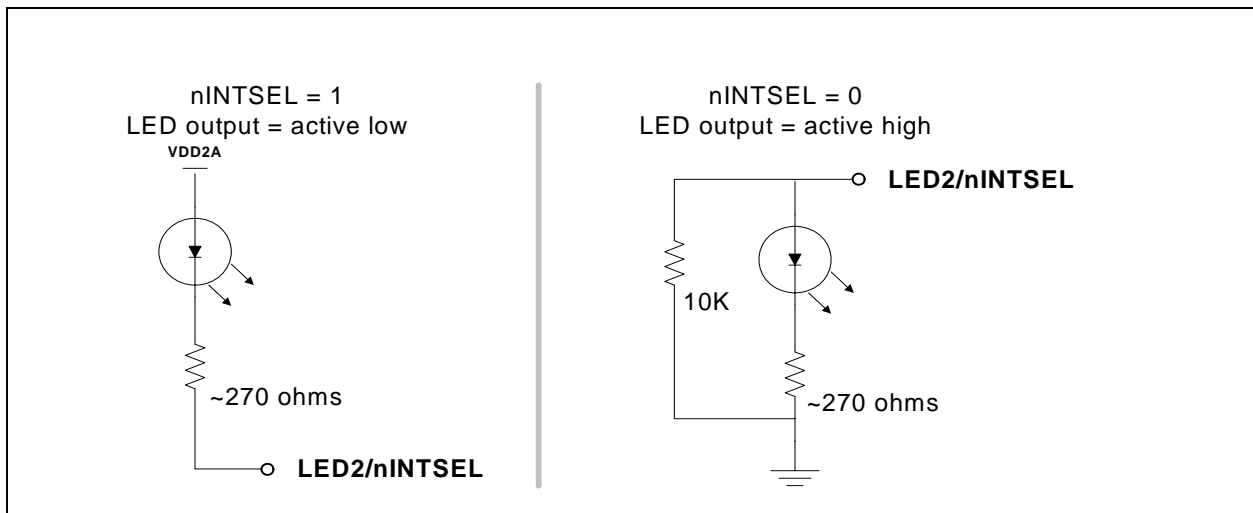 nINTSEL = 1
LED output = active low
VDD2A
~270 ohms
LED2/nINTSEL
nINTSEL = 0
LED output = active high
LED2/nINTSEL
10K
~270 ohms